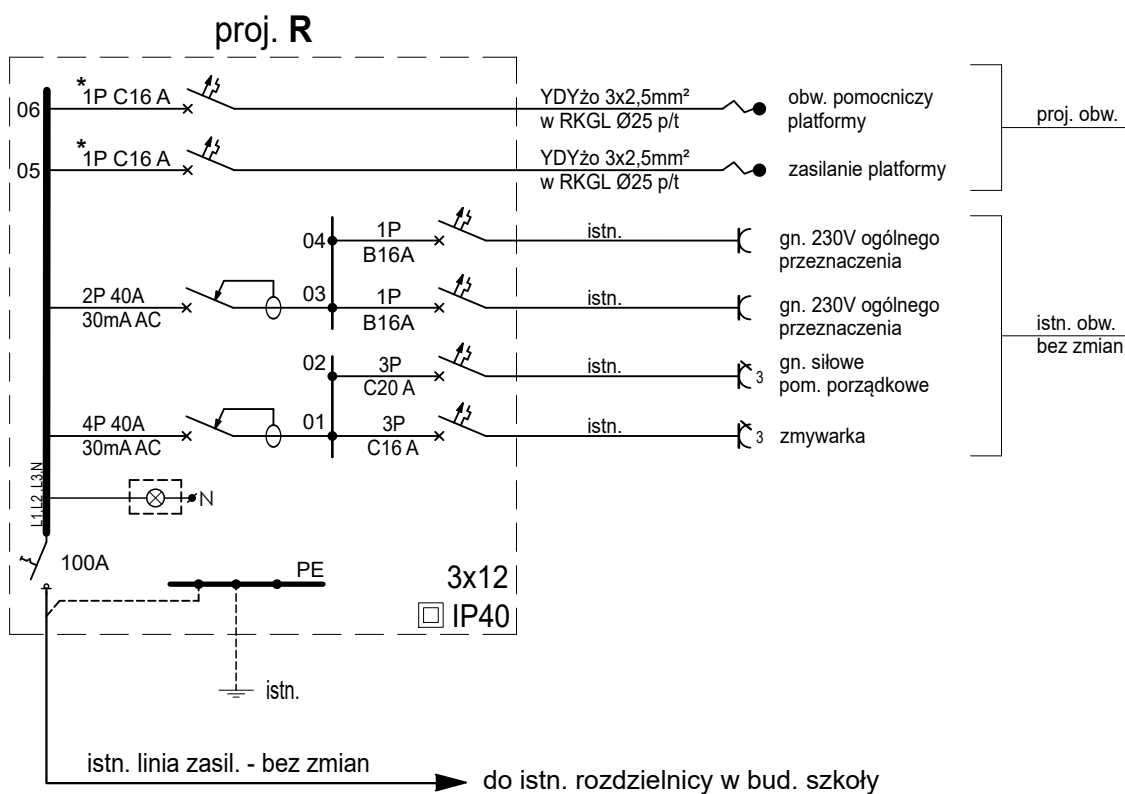 proj. R
06
*
1P C16 A
YDYżo 3x2,5mm²
w RKGL Ø25 p/t
obw. pomocniczy
platformy
proj. obw.
05
*
1P C16 A
YDYżo 3x2,5mm²
w RKGL Ø25 p/t
zasilanie platformy
04
1P
B16A
istn.
gn. 230V ogólnego
przeznaczenia
2P 40A
30mA AC
03
1P
B16A
istn.
gn. 230V ogólnego
przeznaczenia
istn. obw.
bez zmian
02
3P
C20 A
istn.
3
gn. siłowe
pom. porządkowe
4P 40A
30mA AC
01
3P
C16 A
istn.
3
zmywarka
L1,L2,L3,N
N
100A
PE
3x12
IP40
istn.
istn. linia zasil. - bez zmian
do istn. rozdzielnicy w bud. szkoły